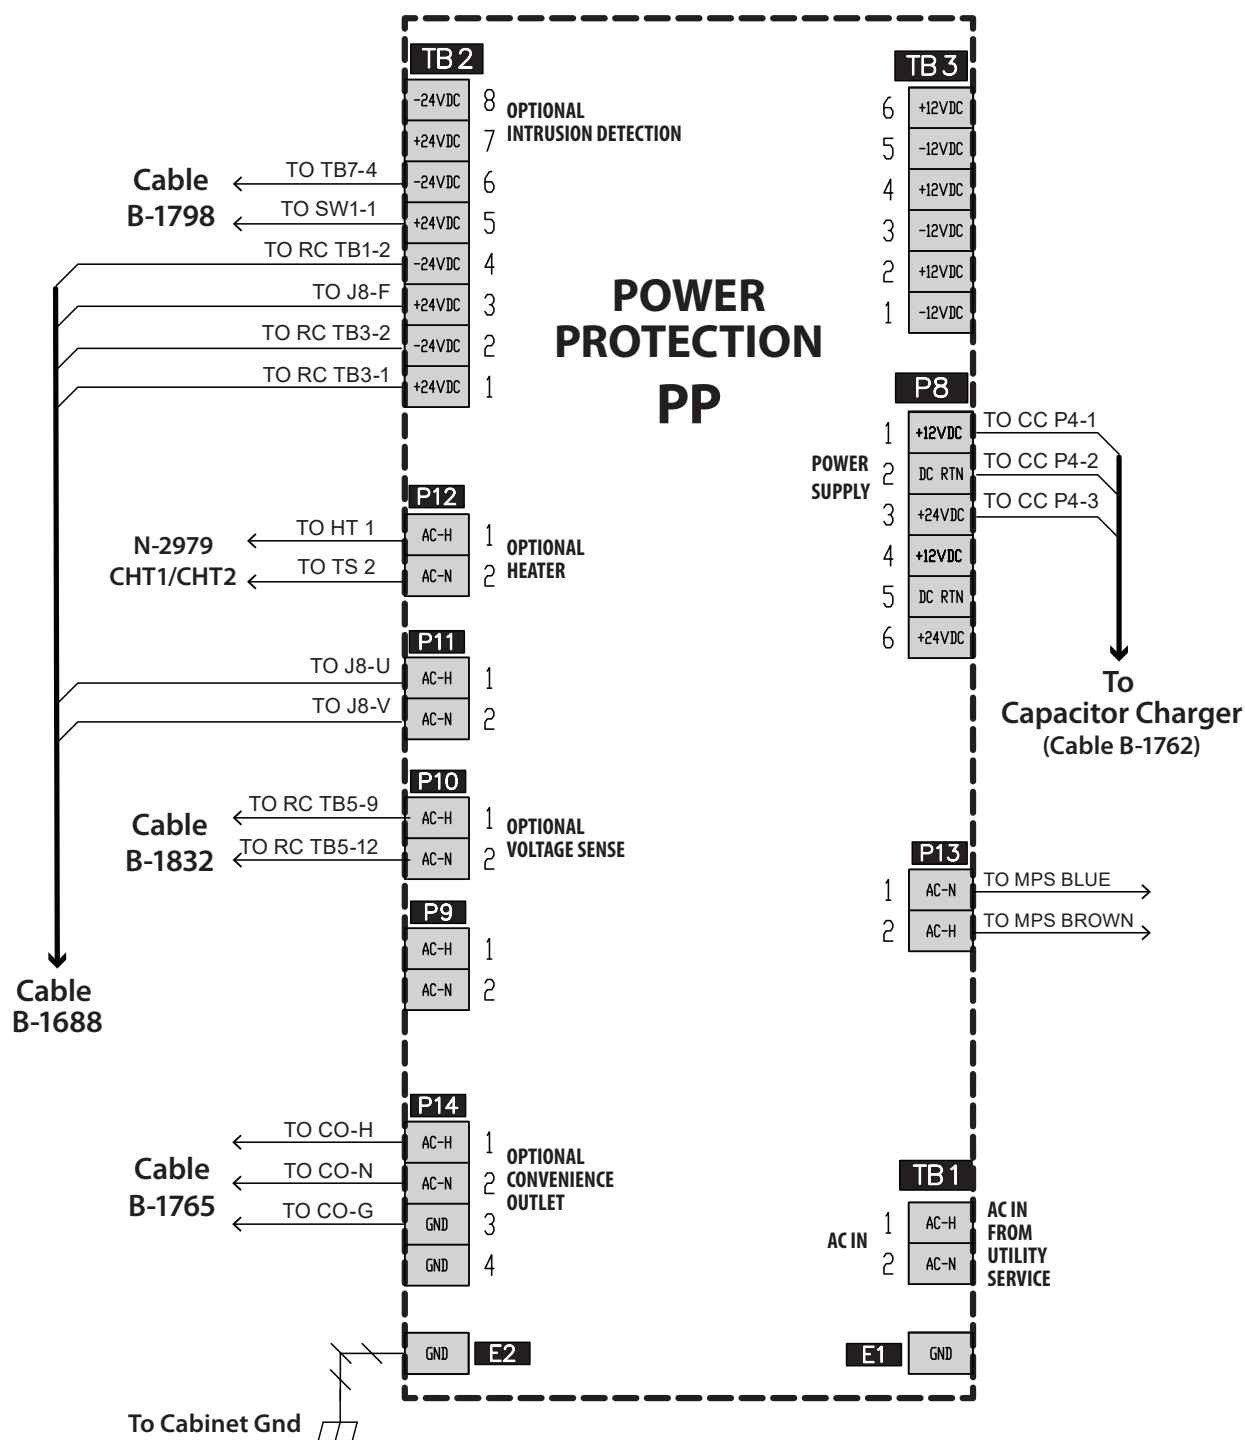 TB 2
-24VDC 8
+24VDC 7
OPTIONAL
INTRUSION DETECTION
TO TB7-4 -24VDC 6
TO SW1-1 +24VDC 5
Cable
B-1798
TO RC TB1-2 -24VDC 4
TO J8-F +24VDC 3
TO RC TB3-2 -24VDC 2
TO RC TB3-1 +24VDC 1
TB 3
6 +12VDC
5 -12VDC
4 +12VDC
3 -12VDC
2 +12VDC
1 -12VDC
POWER
PROTECTION
PP
P8
1 +12VDC TO CC P4-1
2 DC RTN TO CC P4-2
3 +24VDC TO CC P4-3
4 +12VDC
5 DC RTN
6 +24VDC
POWER
SUPPLY
To
Capacitor Charger
(Cable B-1762)
P12
TO HT 1 AC-H 1
TO TS 2 AC-N 2
N-2979
CHT1/CHT2
OPTIONAL
HEATER
P11
TO J8-U AC-H 1
TO J8-V AC-N 2
P10
TO RC TB5-9 AC-H 1
TO RC TB5-12 AC-N 2
Cable
B-1832
OPTIONAL
VOLTAGE SENSE
P13
1 AC-N TO MPS BLUE
2 AC-H TO MPS BROWN
P9
AC-H 1
AC-N 2
Cable
B-1688
P14
TO CO-H AC-H 1
TO CO-N AC-N 2
TO CO-G GND 3
GND 4
Cable
B-1765
OPTIONAL
CONVENIENCE
OUTLET
TB 1
AC IN
1 AC-H
2 AC-N
AC IN
FROM
UTILITY
SERVICE
GND E2
E1 GND
To Cabinet Gnd